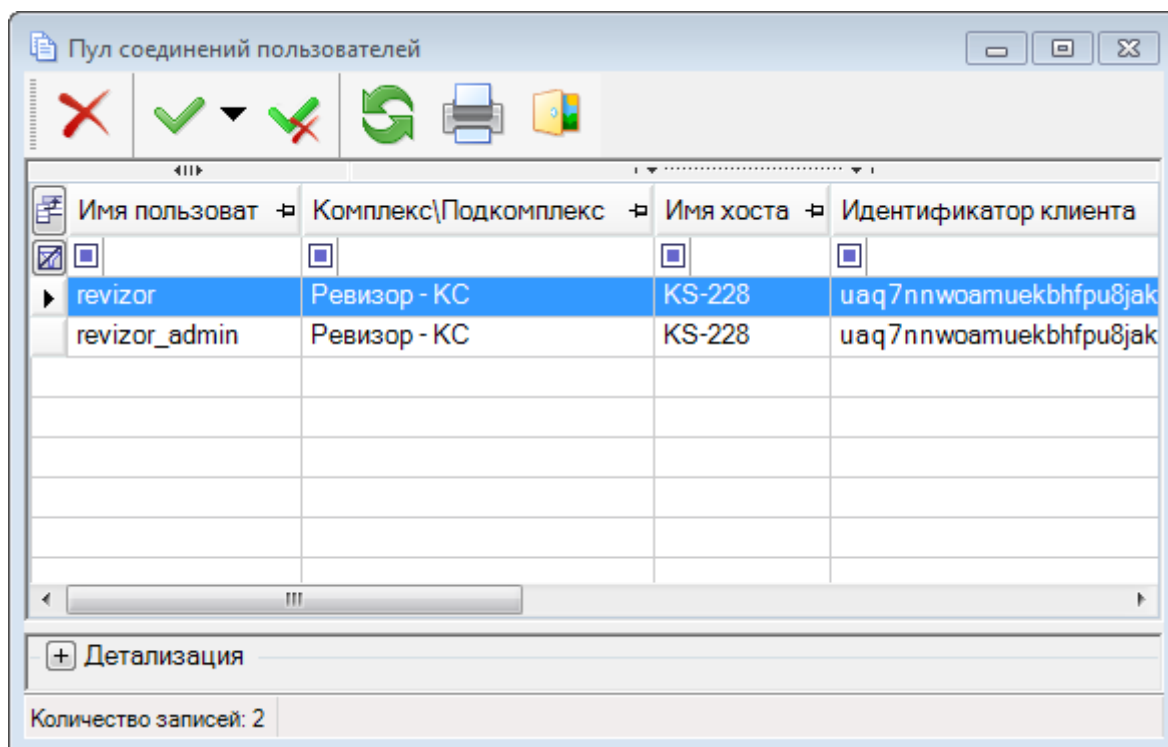 Пул соединений пользователей
Имя пользоват Комплекс\Подкомплекс Имя хоста Идентификатор клиента
revizor Ревизор - КС KS-228 uaq7nnwoamuekbhfpu8jak
revizor_admin Ревизор - КС KS-228 uaq7nnwoamuekbhfpu8jak
Детализация
Количество записей: 2